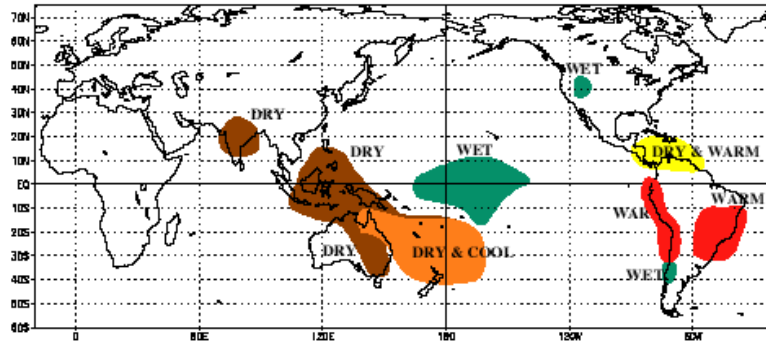 70N
60N
50N
40N
30N
20N
10N
EQ
10S
20S
30S
40S
50S
60S
WET
DRY
DRY
WET
DRY & WARM
WARM
WAR
DRY
DRY & COOL
WET
0
60E
120E
180
120W
60W